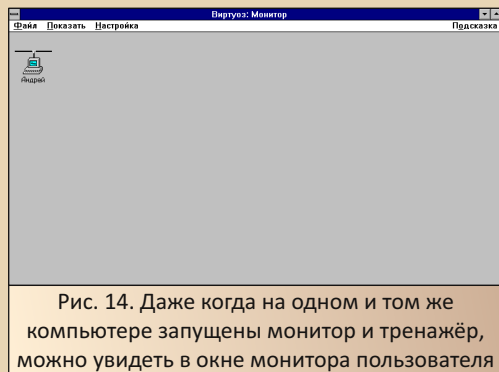 Виртуоз: Монитор
Файл Показать Настройка Подсказка
Андрей
Рис. 14. Даже когда на одном и том же
компьютере запущены монитор и тренажёр,
можно увидеть в окне монитора пользователя